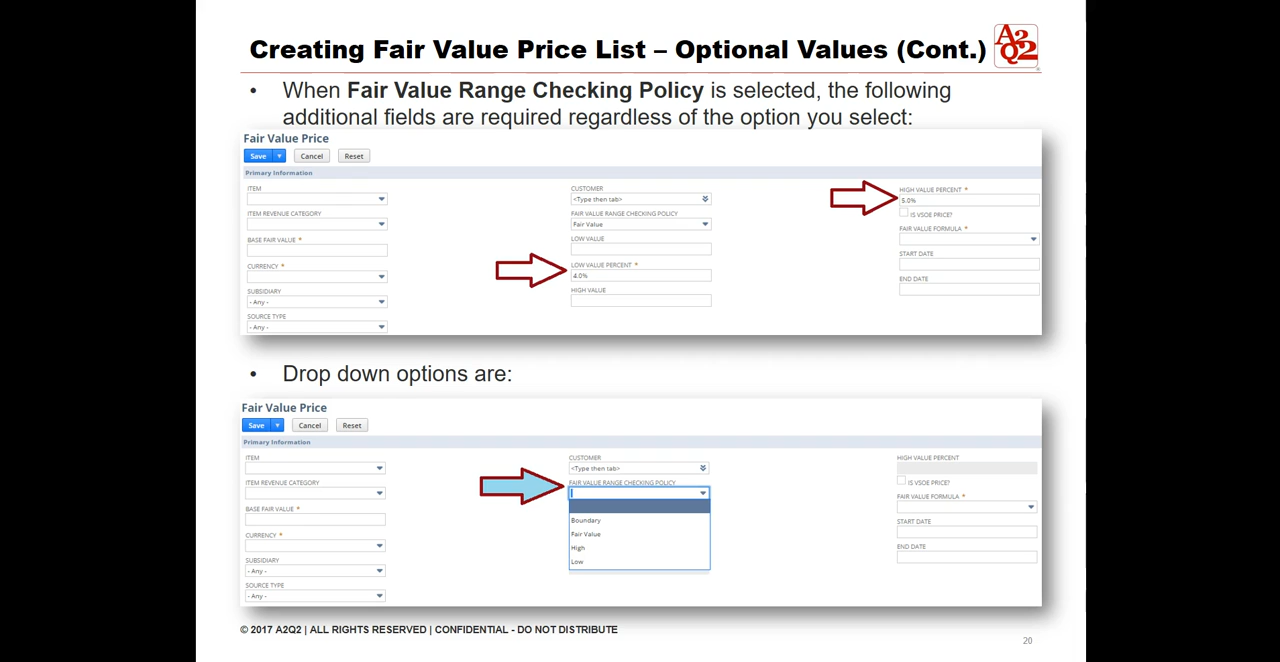 Creating Fair Value Price List – Optional Values (Cont.)
A2Q2
• When Fair Value Range Checking Policy is selected, the following
additional fields are required regardless of the option you select:
Fair Value Price
Save Cancel Reset
Primary Information
ITEM
ITEM REVENUE CATEGORY
BASE FAIR VALUE *
CURRENCY *
SUBSIDIARY
- Any -
SOURCE TYPE
- Any -
CUSTOMER
<Type then tab>
FAIR VALUE RANGE CHECKING POLICY
Fair Value
LOW VALUE
LOW VALUE PERCENT *
4.0%
HIGH VALUE
HIGH VALUE PERCENT *
5.0%
IS VSOE PRICE?
FAIR VALUE FORMULA *
START DATE
END DATE
• Drop down options are:
Fair Value Price
Save Cancel Reset
Primary Information
ITEM
ITEM REVENUE CATEGORY
BASE FAIR VALUE *
CURRENCY *
SUBSIDIARY
- Any -
SOURCE TYPE
- Any -
CUSTOMER
<Type then tab>
FAIR VALUE RANGE CHECKING POLICY
Boundary
Fair Value
High
Low
HIGH VALUE PERCENT
IS VSOE PRICE?
FAIR VALUE FORMULA *
START DATE
END DATE
© 2017 A2Q2 | ALL RIGHTS RESERVED | CONFIDENTIAL - DO NOT DISTRIBUTE
20